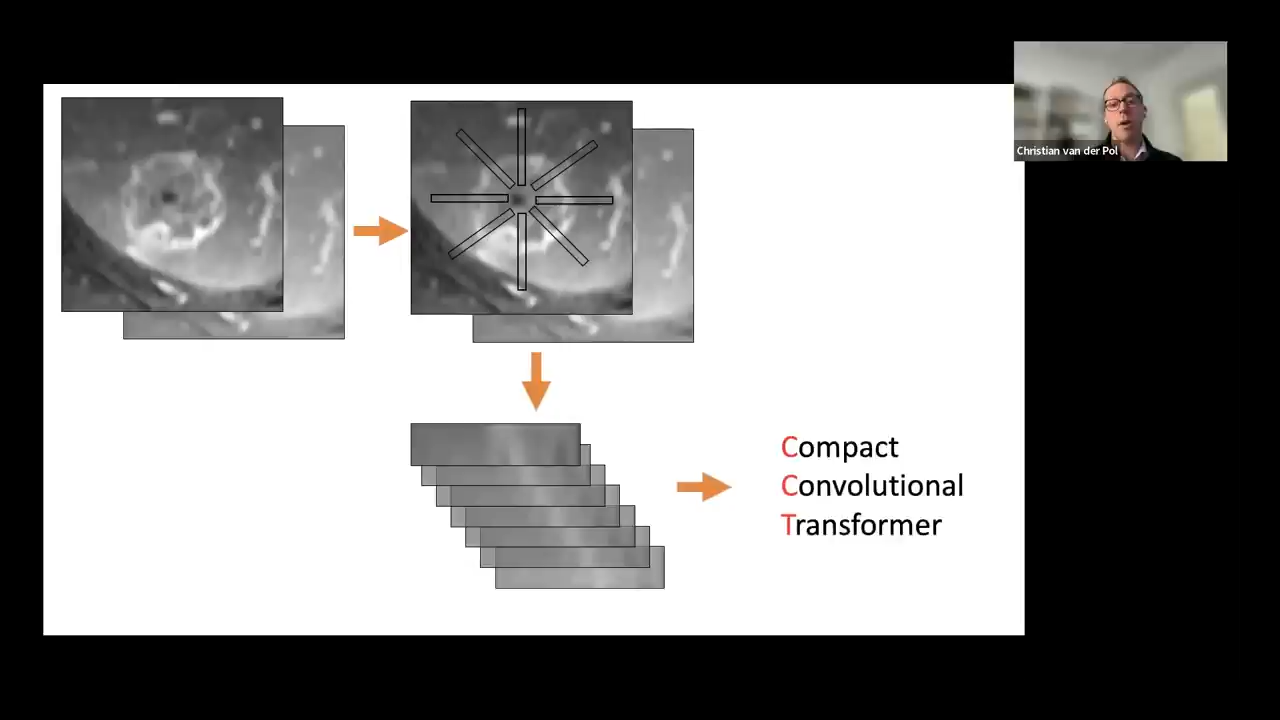 Christian van der Pol
Compact
Convolutional
Transformer